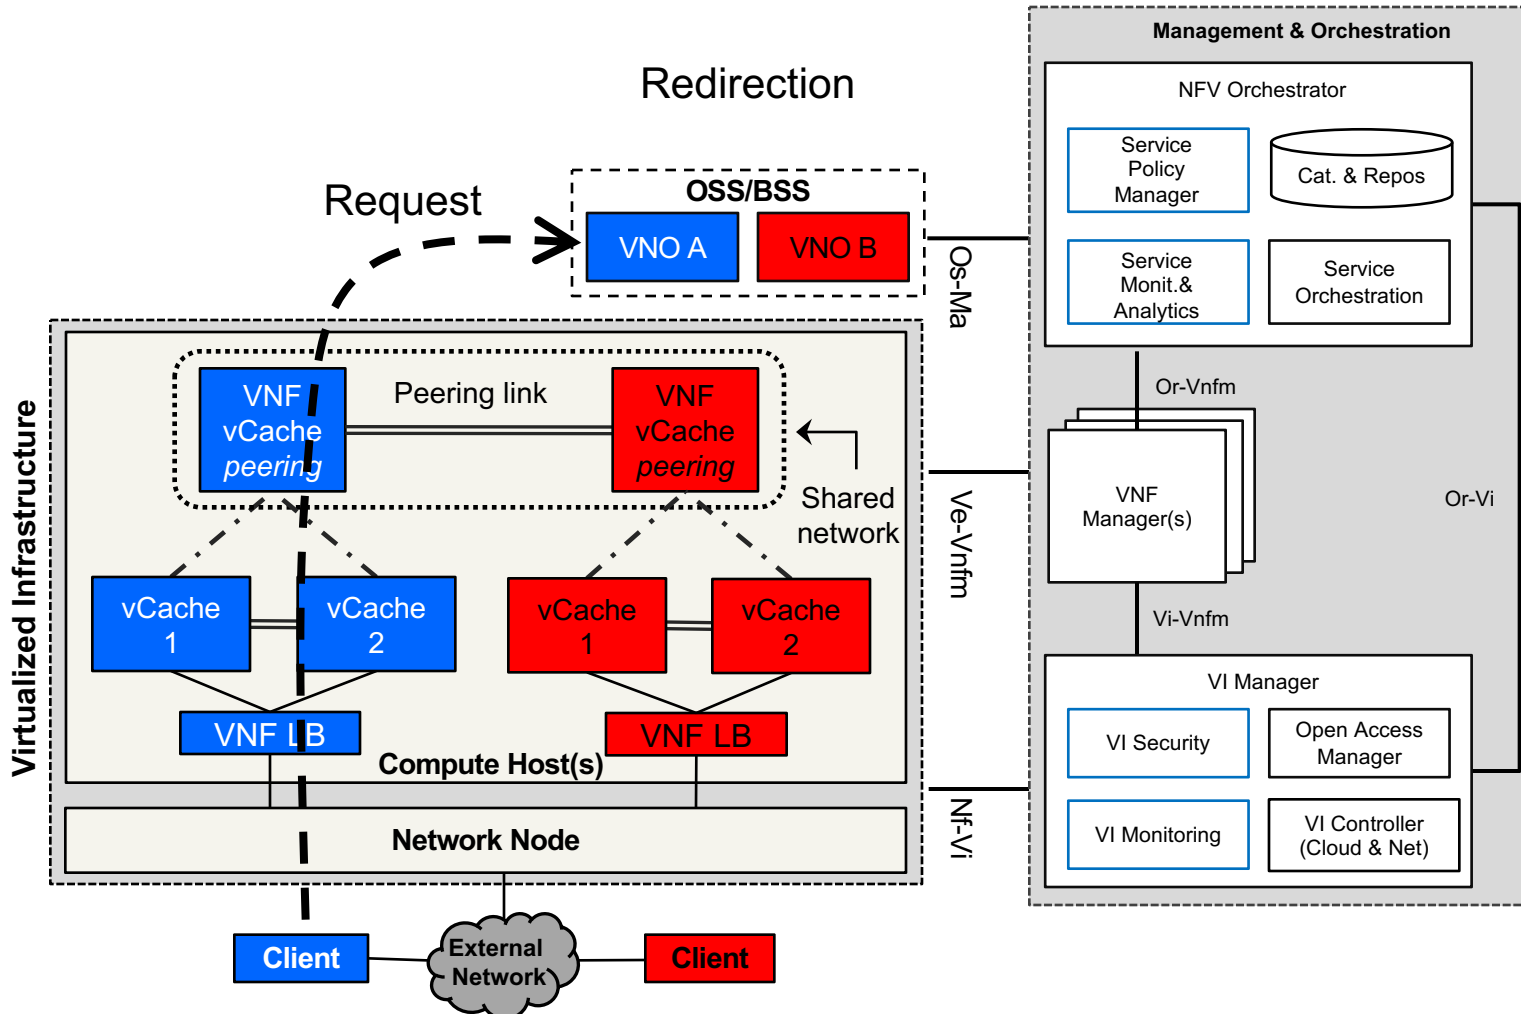 Management & Orchestration
Redirection
NFV Orchestrator
Service
Policy
Manager
Cat. & Repos
Request
OSS/BSS
VNO A
VNO B
Os-Ma
Service
Monit.&
Analytics
Service
Orchestration
Virtualized Infrastructure
VNF
vCache
peering
Peering link
VNF
vCache
peering
Shared
network
Or-Vnfm
VNF
Manager(s)
Or-Vi
Ve-Vnfm
vCache
1
vCache
2
vCache
1
vCache
2
Vi-Vnfm
VNF LB
VNF LB
Compute Host(s)
VI Manager
VI Security
Open Access
Manager
Nf-Vi
VI Monitoring
VI Controller
(Cloud & Net)
Network Node
Client
External
Network
Client